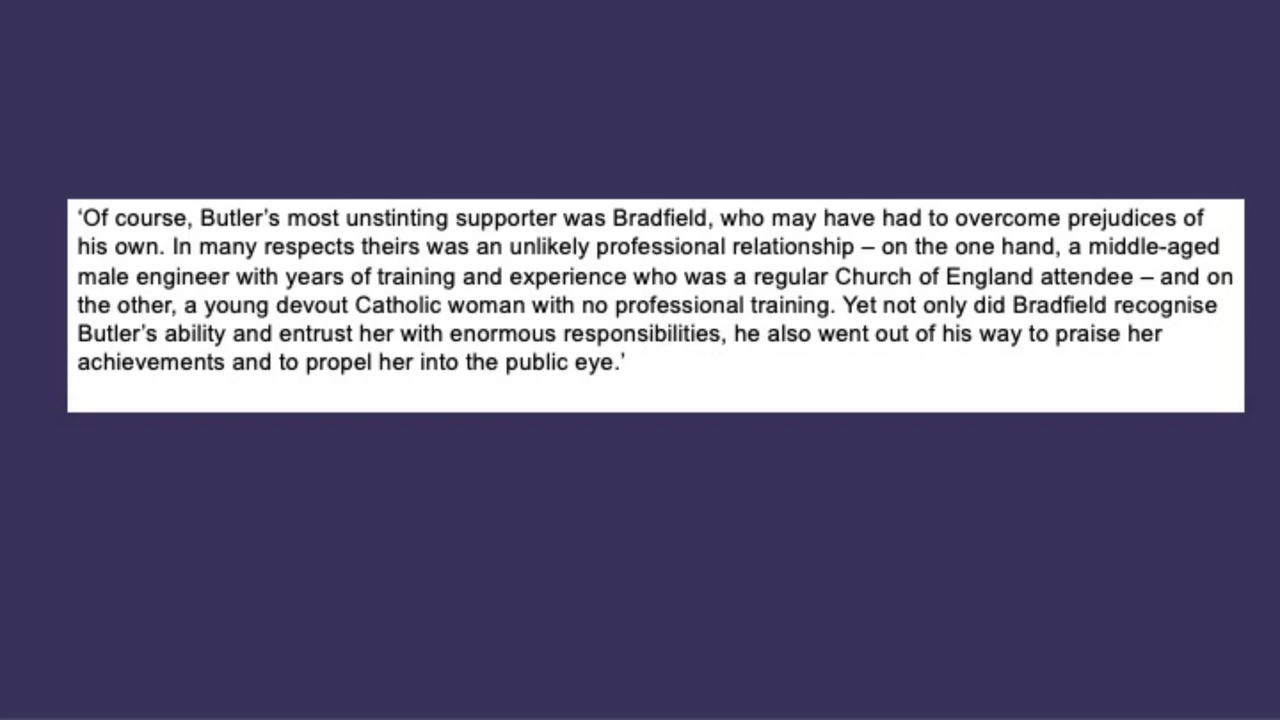 ‘Of course, Butler’s most unstinting supporter was Bradfield, who may have had to overcome prejudices of
his own. In many respects theirs was an unlikely professional relationship – on the one hand, a middle-aged
male engineer with years of training and experience who was a regular Church of England attendee – and on
the other, a young devout Catholic woman with no professional training. Yet not only did Bradfield recognise
Butler’s ability and entrust her with enormous responsibilities, he also went out of his way to praise her
achievements and to propel her into the public eye.’